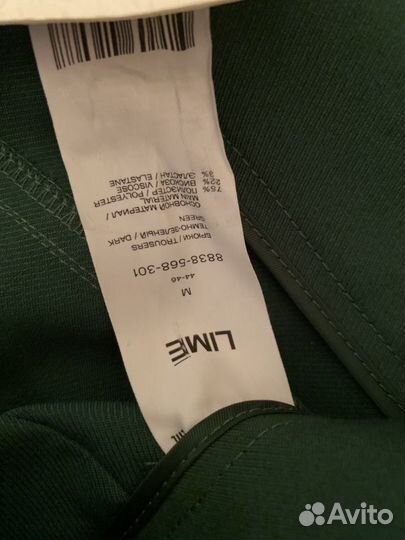 LIMÉ
M
44-46
8838-568-301
БРЮКИ / TROUSERS
ТЕМНО-ЗЕЛЕНЫЙ / DARK
GREEN
ОСНОВНОЙ МАТЕРИАЛ /
MAIN MATERIAL
75% ПОЛИЭСТЕР / POLYESTER
22% ВИСКОЗА / VISCOSE
3% ЭЛАСТАН / ELASTANE
Avito